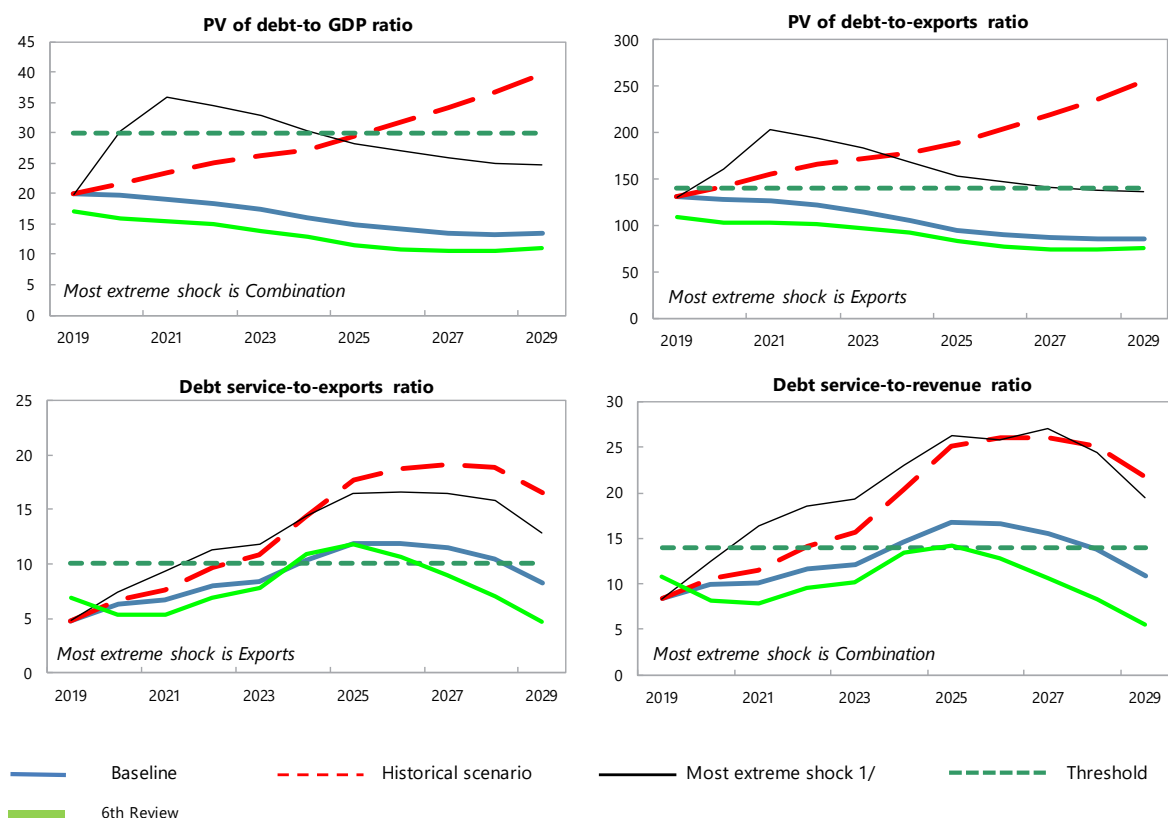 PV of debt-to GDP ratio
45
40
35
30
25
20
15
10
5
0
Most extreme shock is Combination
2019 2021 2023 2025 2027 2029
PV of debt-to-exports ratio
300
250
200
150
100
50
0
Most extreme shock is Exports
2019 2021 2023 2025 2027 2029
Debt service-to-exports ratio
25
20
15
10
5
0
Most extreme shock is Exports
2019 2021 2023 2025 2027 2029
Debt service-to-revenue ratio
30
25
20
15
10
5
0
Most extreme shock is Combination
2019 2021 2023 2025 2027 2029
Baseline
Historical scenario
Most extreme shock 1/
Threshold
6th Review